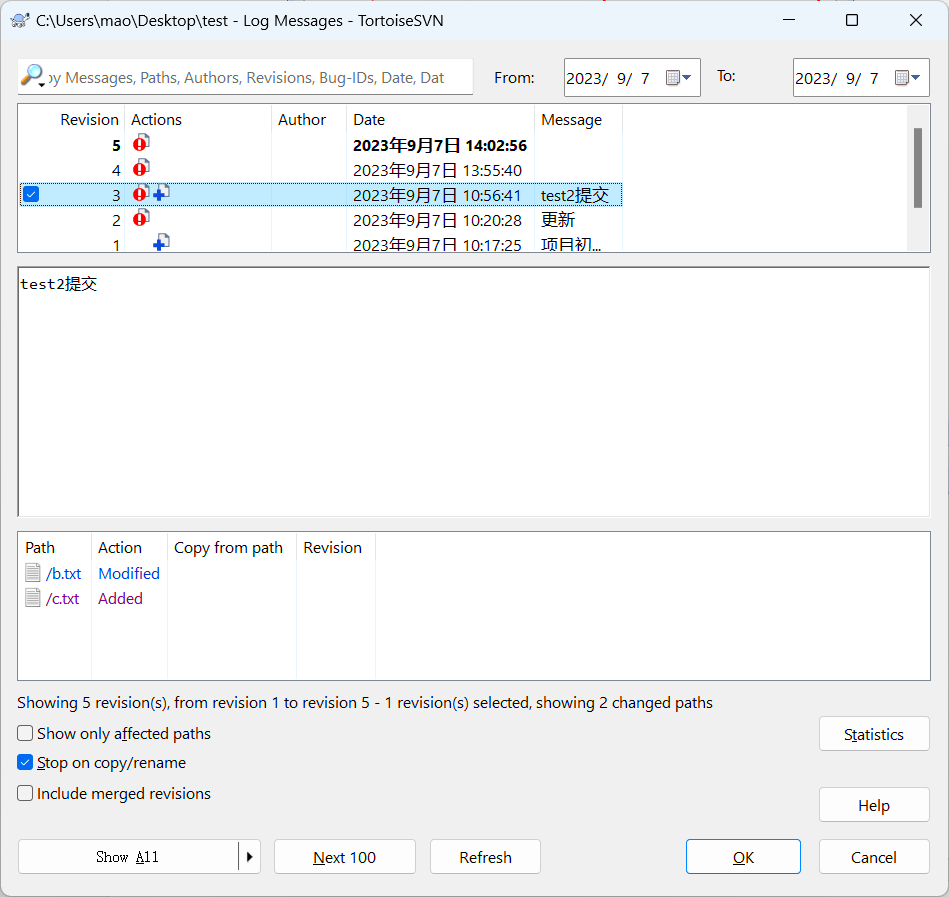 C:\Users\mao\Desktop\test - Log Messages - TortoiseSVN
by Messages, Paths, Authors, Revisions, Bug-IDs, Date, Dat
From: 2023/ 9/ 7
To: 2023/ 9/ 7
Revision Actions Author Date Message
5 2023年9月7日 14:02:56
4 2023年9月7日 13:55:40
3 2023年9月7日 10:56:41 test2提交
2 2023年9月7日 10:20:28 更新
1 2023年9月7日 10:17:25 项目初...
test2提交
Path Action Copy from path Revision
/b.txt Modified
/c.txt Added
Showing 5 revision(s), from revision 1 to revision 5 - 1 revision(s) selected, showing 2 changed paths
Show only affected paths
Statistics
Stop on copy/rename
Include merged revisions
Help
Show All
Next 100
Refresh
OK
Cancel